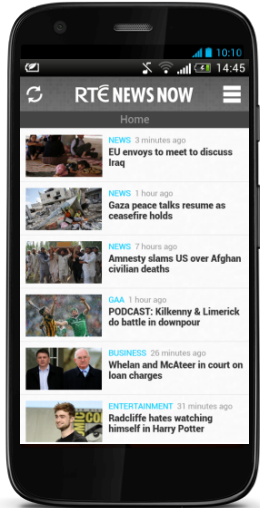 10:10
14:45
RTÉ NEWS NOW
Home
NEWS 3 minutes ago
EU envoys to meet to discuss
Iraq
NEWS 1 hour ago
Gaza peace talks resume as
ceasefire holds
NEWS 7 hours ago
Amnesty slams US over Afghan
civilian deaths
GAA 1 hour ago
PODCAST: Kilkenny & Limerick
do battle in downpour
BUSINESS 26 minutes ago
Whelan and McAteer in court on
loan charges
ENTERTAINMENT 31 minutes ago
Radcliffe hates watching
himself in Harry Potter